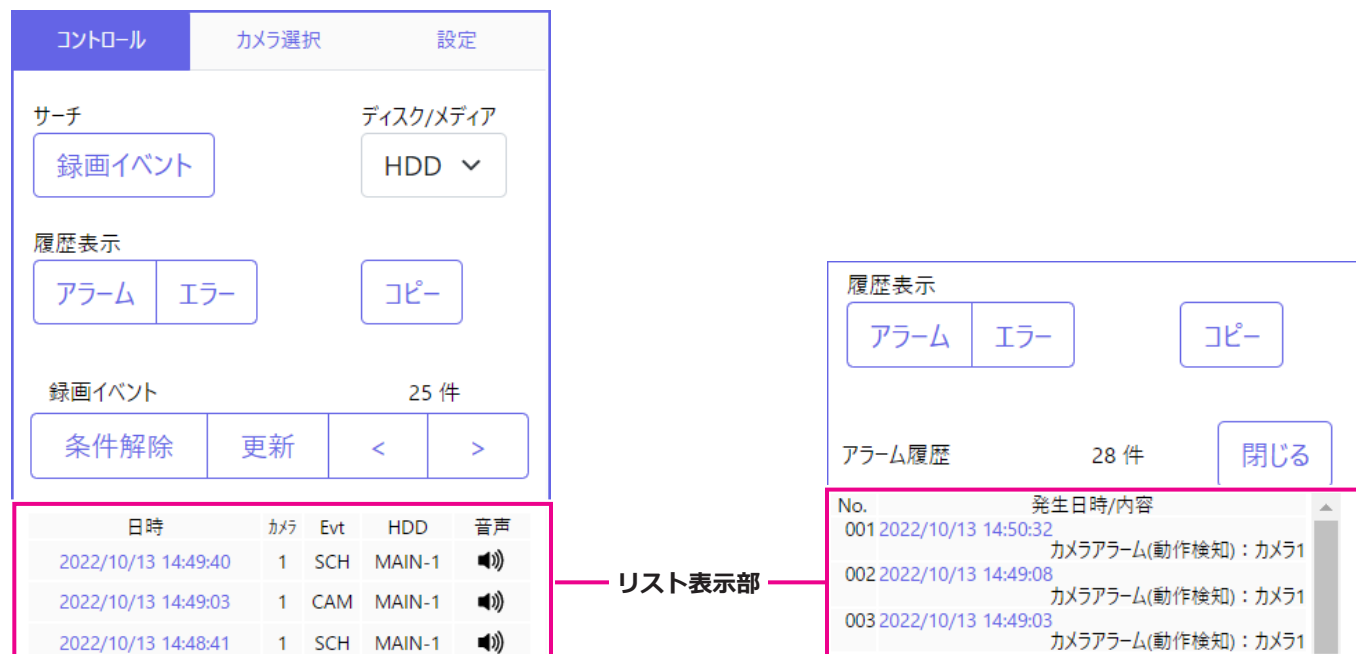 コントロール カメラ選択 設定
サーチ ディスク/メディア
録画イベント HDD
履歴表示
アラーム エラー コピー
録画イベント 25 件
条件解除 更新 < >
日時 ｶﾒﾗ Evt HDD 音声
2022/10/13 14:49:40 1 SCH MAIN-1
2022/10/13 14:49:03 1 CAM MAIN-1
2022/10/13 14:48:41 1 SCH MAIN-1
リスト表示部
履歴表示
アラーム エラー コピー
アラーム履歴 28 件 閉じる
No. 発生日時/内容
001 2022/10/13 14:50:32
カメラアラーム(動作検知)：カメラ1
002 2022/10/13 14:49:08
カメラアラーム(動作検知)：カメラ1
003 2022/10/13 14:49:03
カメラアラーム(動作検知)：カメラ1